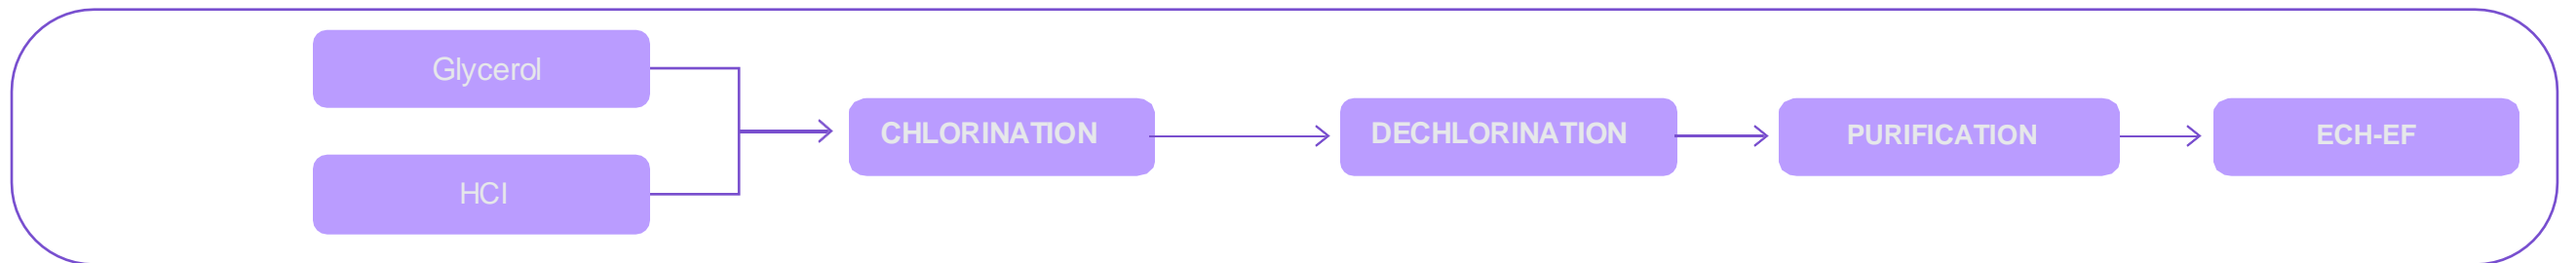 Glycerol
HCl
CHLORINATION
DECHLORINATION
PURIFICATION
ECH-EF